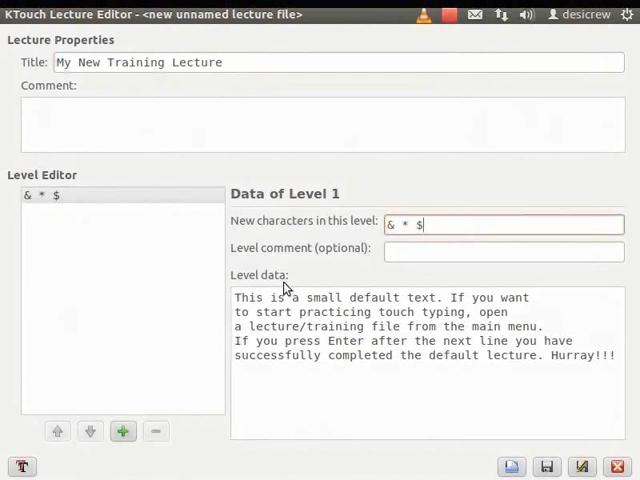 KTouch Lecture Editor - <new unnamed lecture file>
desicrew
Lecture Properties
Title: My New Training Lecture
Comment:
Level Editor
& * $
Data of Level 1
New characters in this level: & * $
Level comment (optional):
Level data:
This is a small default text. If you want
to start practicing touch typing, open
a lecture/training file from the main menu.
If you press Enter after the next line you have
successfully completed the default lecture. Hurray!!!